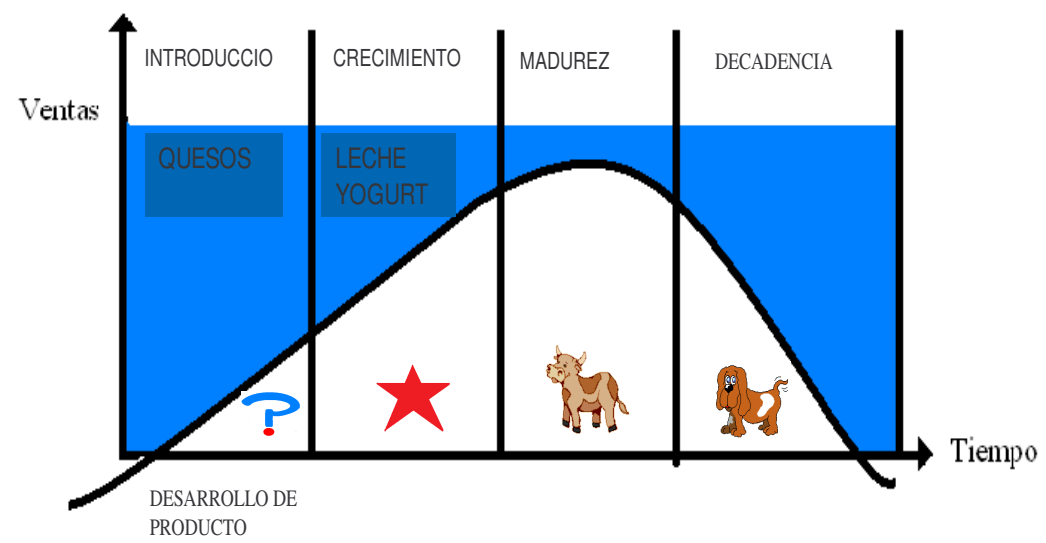 INTRODUCCIO
CRECIMIENTO
MADUREZ
DECADENCIA
Ventas
QUESOS
LECHE
YOGURT
?
Tiempo
DESARROLLO DE
PRODUCTO